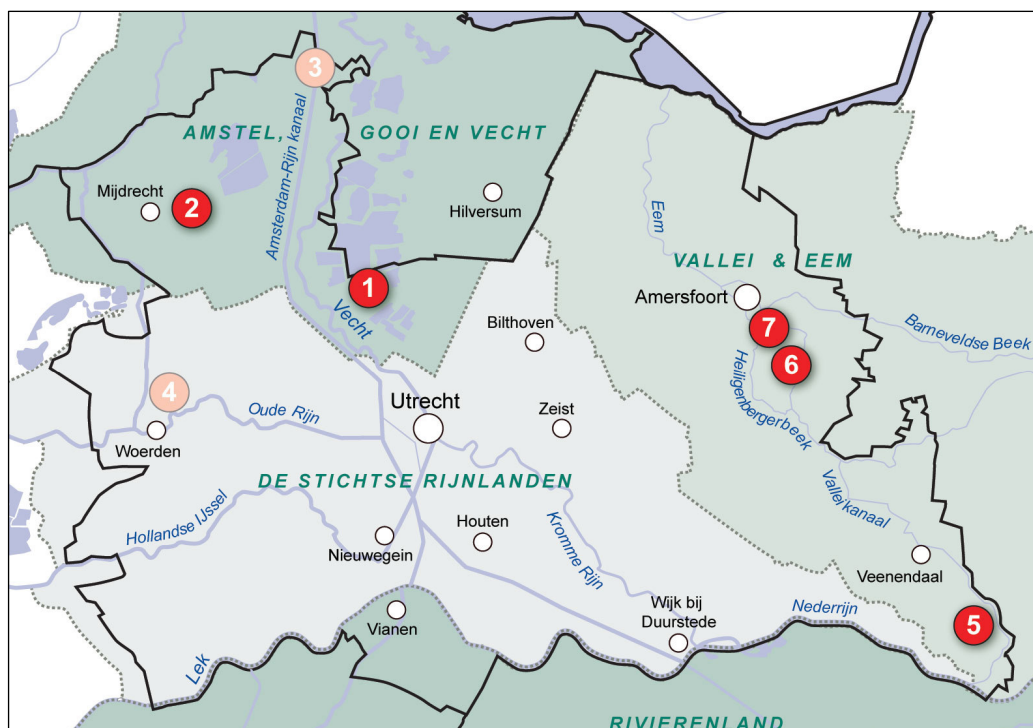 3
AMSTEL,
GOOI EN VECHT
Amsterdam-Rijn kanaal
Mijdrecht
2
Hilversum
Eem
VALLEI & EEM
1
Vecht
Amersfoort
7
Bilthoven
Barneveldse Beek
6
4
Heiligenbergerbeek
Utrecht
Zeist
Oude Rijn
Woerden
DE STICHTSE RIJNLANDEN
Valleikanaal
Hollandse IJssel
Houten
Kromme Rijn
Nieuwegein
Veenendaal
Vianen
Wijk bij
Duurstede
Nederrijn
5
Lek
RIVIERENLAND